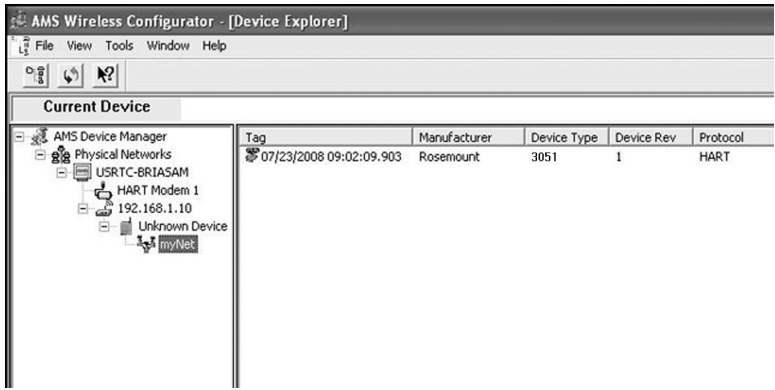 AMS Wireless Configurator - [Device Explorer]
File View Tools Window Help
Current Device
AMS Device Manager
Physical Networks
USRTC-BRIASAM
HART Modem 1
192.168.1.10
Unknown Device
myNet
Tag Manufacturer Device Type Device Rev Protocol
07/23/2008 09:02:09.903 Rosemount 3051 1 HART